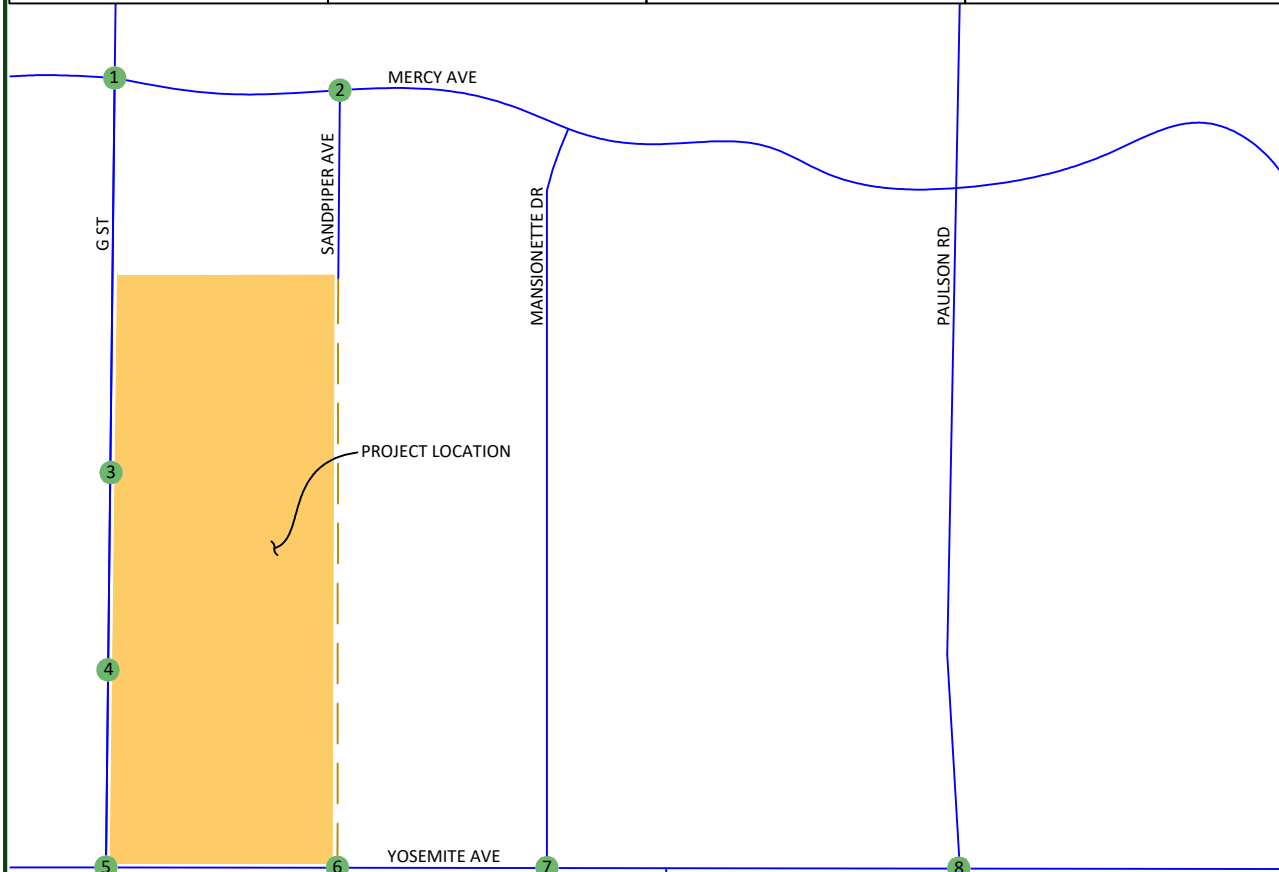 1
2
MERCY AVE
SANDPIPER AVE
G ST
MANSIONETTE DR
PAULSON RD
PROJECT LOCATION
3
4
YOSEMITE AVE
5
6
7
8